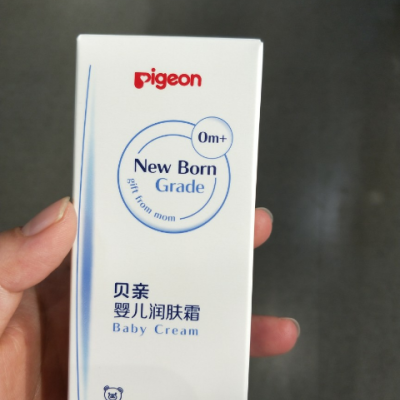 Pigeon
0m+
New Born
Grade
gift from mom
贝亲
婴儿润肤霜
Baby Cream